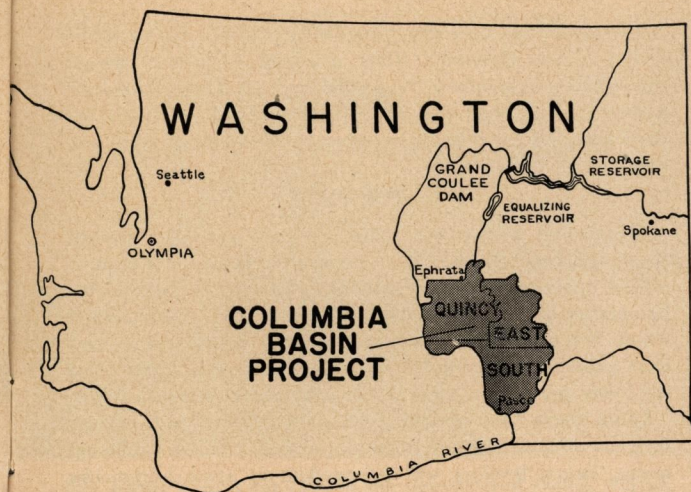 WASHINGTON
Seattle
OLYMPIA
GRAND
COULEE
DAM
STORAGE
RESERVOIR
EQUALIZING
RESERVOIR
Spokane
Ephrata
QUINCY
EAST
SOUTH
Pasco
COLUMBIA
BASIN
PROJECT
COLUMBIA RIVER